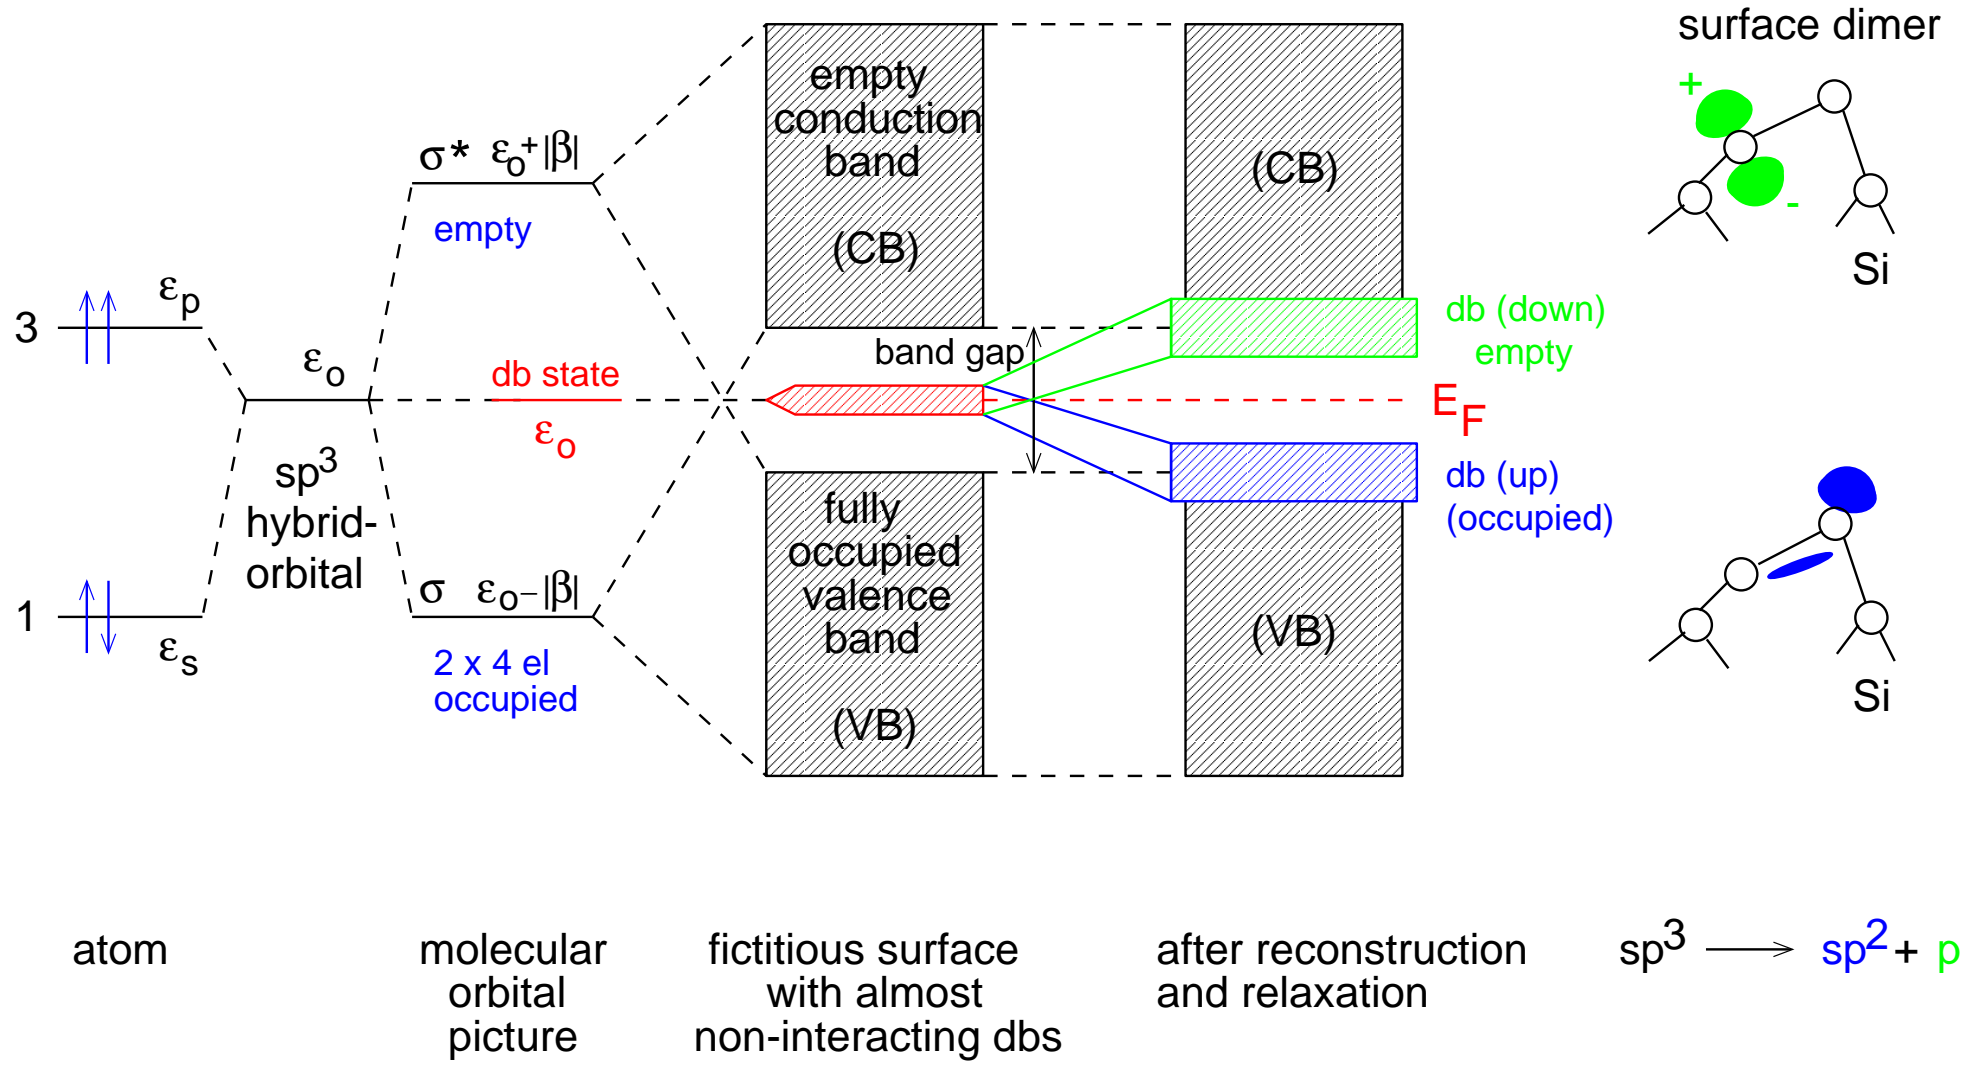 surface dimer
+
-
Si
empty
conduction
band
(CB)
(CB)
σ* εo+|β|
empty
εp
3
εo
db state
εo
band gap
db (down)
empty
EF
db (up)
(occupied)
sp3
hybrid-
orbital
fully
occupied
valence
band
(VB)
(VB)
σ εo−|β|
1
εs
2 x 4 el
occupied
Si
atom
molecular
orbital
picture
fictitious surface
with almost
non-interacting dbs
after reconstruction
and relaxation
sp3 → sp2 + p